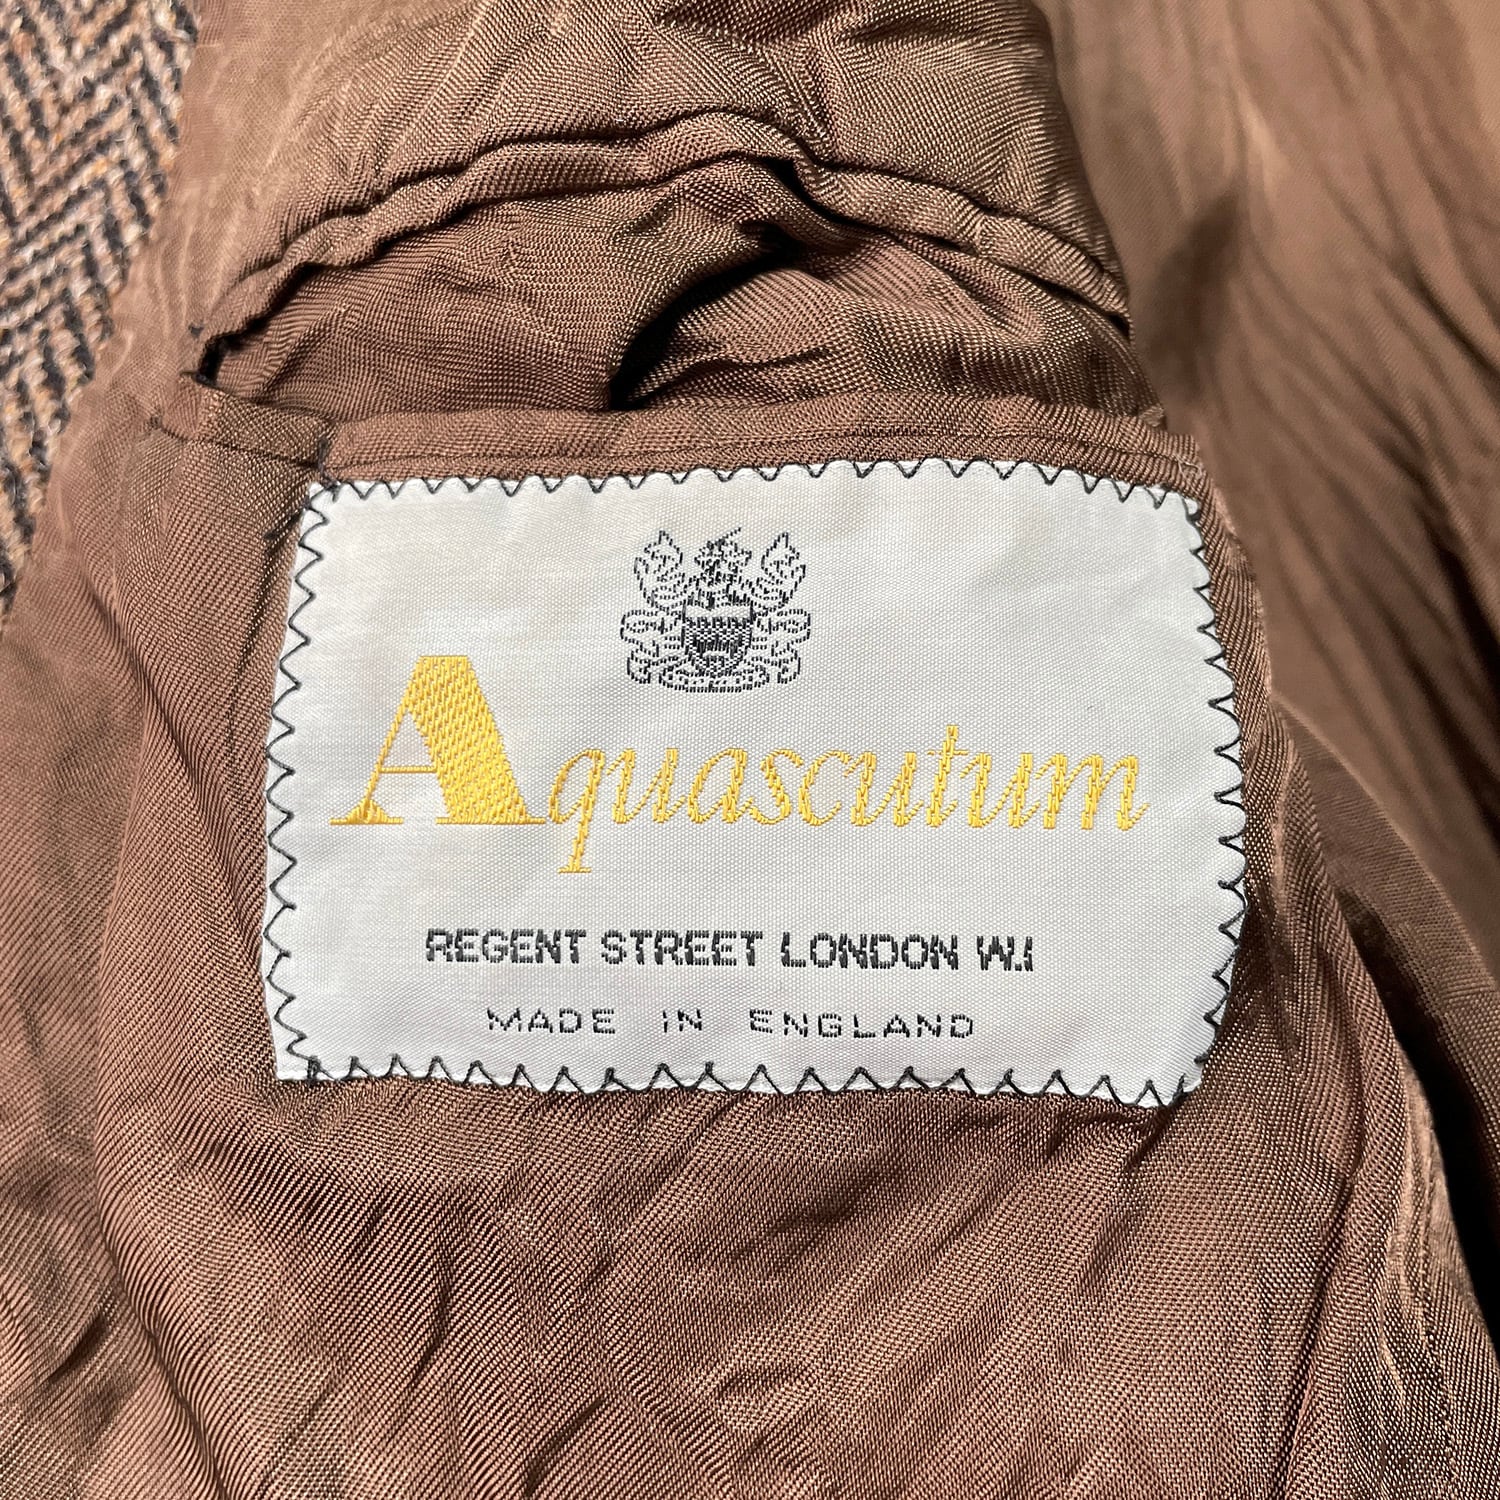 Aquascutum
REGENT STREET LONDON W.1
MADE IN ENGLAND